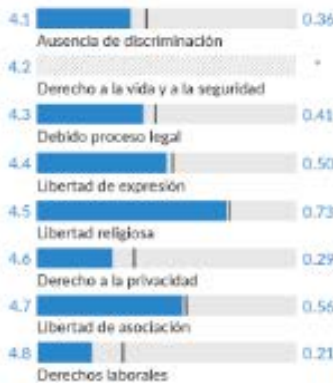 4.1 0.36
Ausencia de discriminación
4.2 *
Derecho a la vida y a la seguridad
4.3 0.41
Debido proceso legal
4.4 0.50
Libertad de expresión
4.5 0.73
Libertad religiosa
4.6 0.29
Derecho a la privacidad
4.7 0.56
Libertad de asociación
4.8 0.21
Derechos laborales